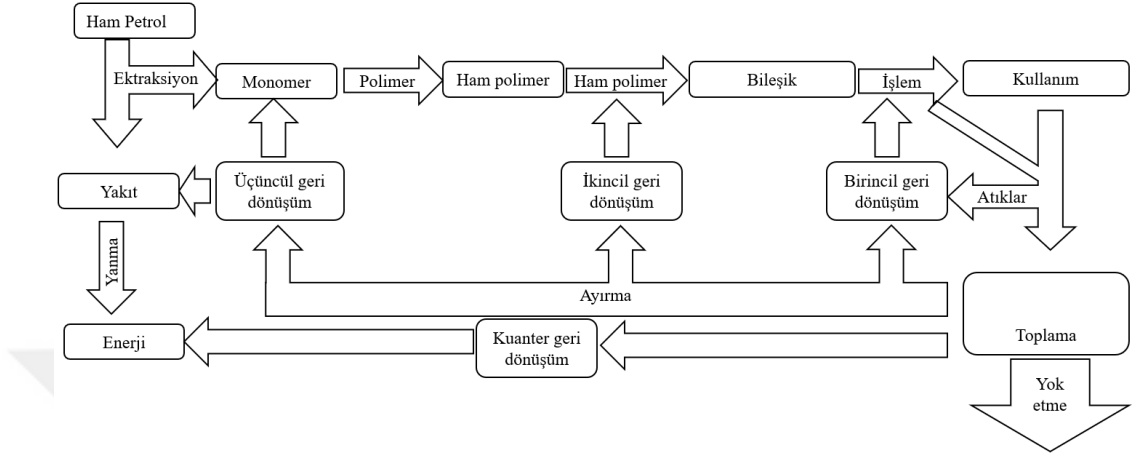 Ham Petrol
Ektraksiyon
Monomer
Polimer
Ham polimer
Ham polimer
Bileşik
İşlem
Kullanım
Yakıt
Üçüncül geri
dönüşüm
İkincil geri
dönüşüm
Birincil geri
dönüşüm
Atıklar
Yanma
Ayırma
Enerji
Kuanter geri
dönüşüm
Toplama
Yok
etme